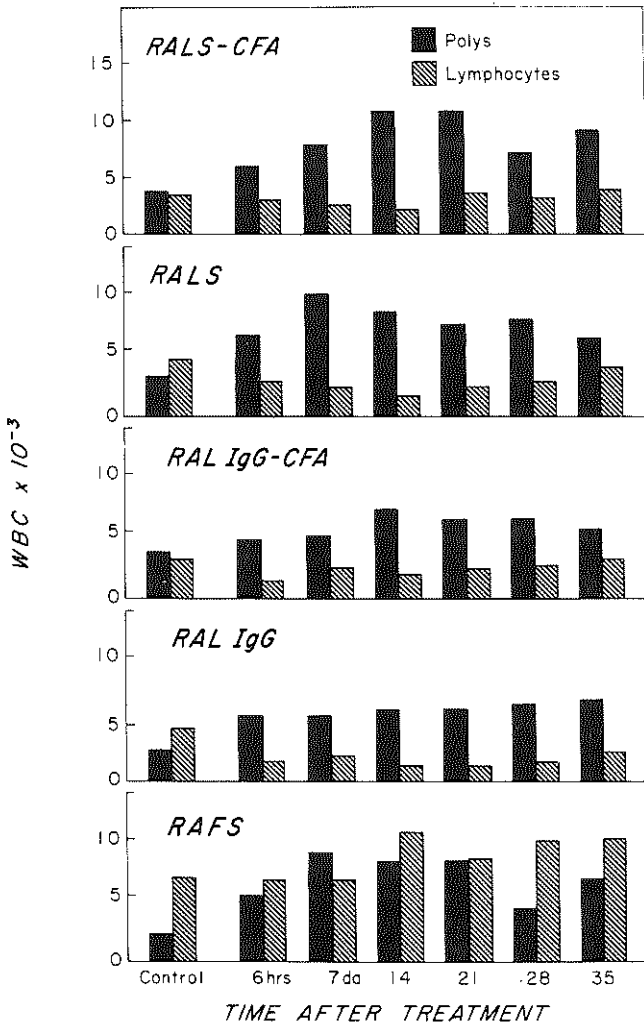 RALS-CFA
Polys
Lymphocytes
15
10
5
0
RALS
10
5
0
RAL IgG-CFA
10
5
0
RAL IgG
10
5
0
RAFS
10
5
0
WBC x 10⁻³
Control 6hrs 7da 14 21 .28 35
TIME AFTER TREATMENT